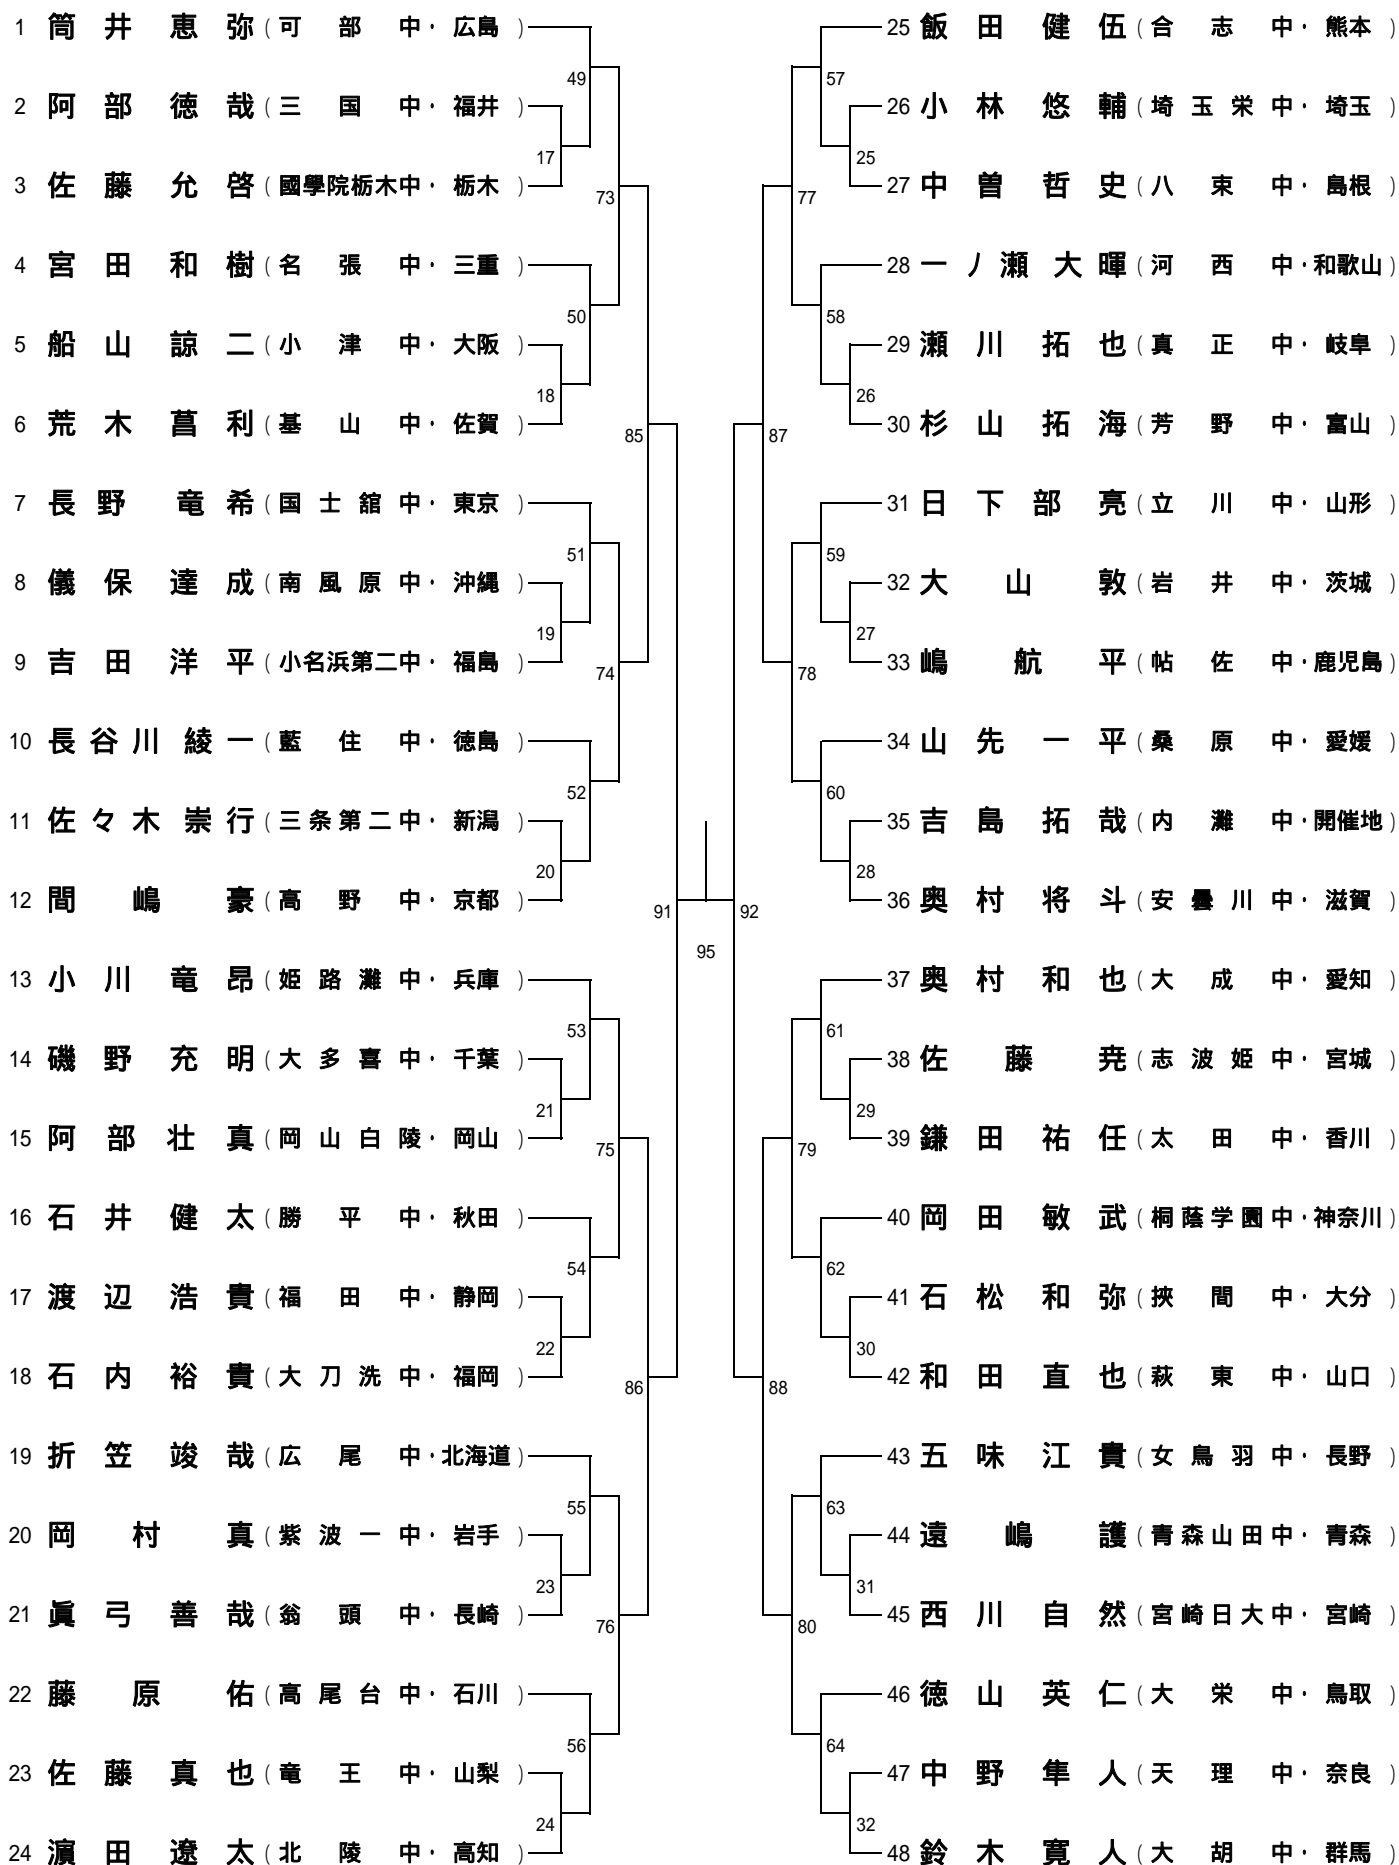 1 筒井恵弥(可部中・広島)
49
2 阿部徳哉(三国中・福井)
17
3 佐藤允啓(國學院栃木中・栃木)
73
4 宮田和樹(名張中・三重)
50
5 船山諒二(小津中・大阪)
18
6 荒木菖利(基山中・佐賀)
85
7 長野竜希(国士舘中・東京)
51
8 儀保達成(南風原中・沖縄)
19
9 吉田洋平(小名浜第二中・福島)
74
10 長谷川綾一(藍住中・徳島)
52
11 佐々木崇行(三条第二中・新潟)
20
12 間嶋豪(高野中・京都)
91
13 小川竜昂(姫路灘中・兵庫)
53
14 磯野充明(大多喜中・千葉)
21
15 阿部壮真(岡山白陵・岡山)
75
16 石井健太(勝平中・秋田)
54
17 渡辺浩貴(福田中・静岡)
22
18 石内裕貴(大刀洗中・福岡)
86
19 折笠竣哉(広尾中・北海道)
55
20 岡村真(紫波一中・岩手)
23
21 眞弓善哉(翁頭中・長崎)
76
22 藤原佑(高尾台中・石川)
56
23 佐藤真也(竜王中・山梨)
24
24 濵田遼太(北陵中・高知)
95
25 飯田健伍(合志中・熊本)
57
26 小林悠輔(埼玉栄中・埼玉)
25
27 中曽哲史(八束中・島根)
77
28 一ノ瀬大暉(河西中・和歌山)
58
29 瀬川拓也(真正中・岐阜)
26
30 杉山拓海(芳野中・富山)
87
31 日下部亮(立川中・山形)
59
32 大山敦(岩井中・茨城)
27
33 嶋航平(帖佐中・鹿児島)
78
34 山先一平(桑原中・愛媛)
60
35 吉島拓哉(内灘中・開催地)
28
36 奥村将斗(安曇川中・滋賀)
92
37 奥村和也(大成中・愛知)
61
38 佐藤尭(志波姫中・宮城)
29
39 鎌田祐任(太田中・香川)
79
40 岡田敏武(桐蔭学園中・神奈川)
62
41 石松和弥(挾間中・大分)
30
42 和田直也(萩東中・山口)
88
43 五味江貴(女鳥羽中・長野)
63
44 遠嶋護(青森山田中・青森)
31
45 西川自然(宮崎日大中・宮崎)
80
46 徳山英仁(大栄中・鳥取)
64
47 中野隼人(天理中・奈良)
32
48 鈴木寛人(大胡中・群馬)